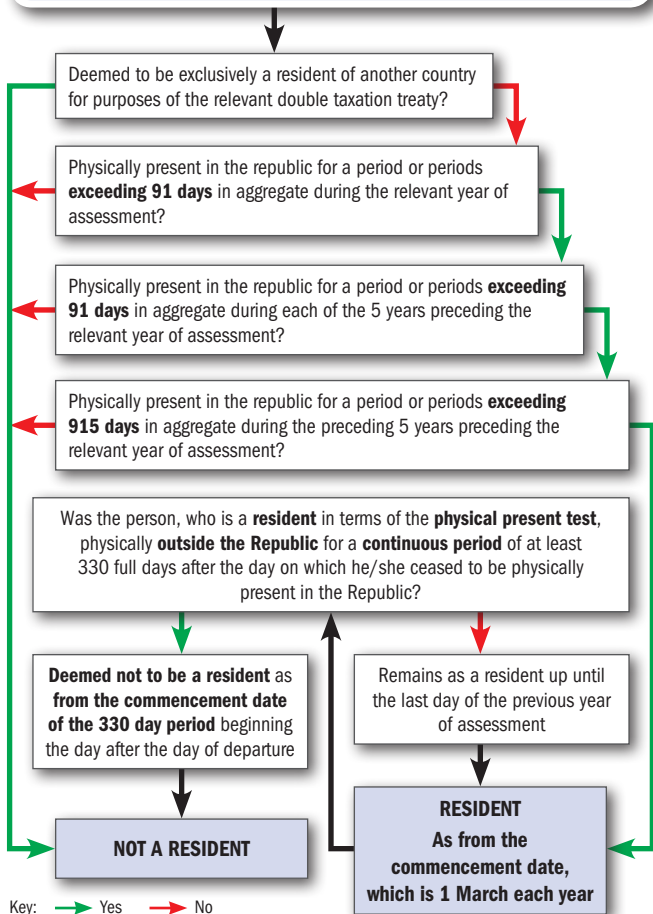 Deemed to be exclusively a resident of another country
for purposes of the relevant double taxation treaty?
Physically present in the republic for a period or periods
exceeding 91 days in aggregate during the relevant year of
assessment?
Physically present in the republic for a period or periods exceeding
91 days in aggregate during each of the 5 years preceding the
relevant year of assessment?
Physically present in the republic for a period or periods exceeding
915 days in aggregate during the preceding 5 years preceding the
relevant year of assessment?
Was the person, who is a resident in terms of the physical present test,
physically outside the Republic for a continuous period of at least
330 full days after the day on which he/she ceased to be physically
present in the Republic?
Deemed not to be a resident as
from the commencement date
of the 330 day period beginning
the day after the day of departure
Remains as a resident up until
the last day of the previous year
of assessment
NOT A RESIDENT
RESIDENT
As from the
commencement date,
which is 1 March each year
Key: Yes No